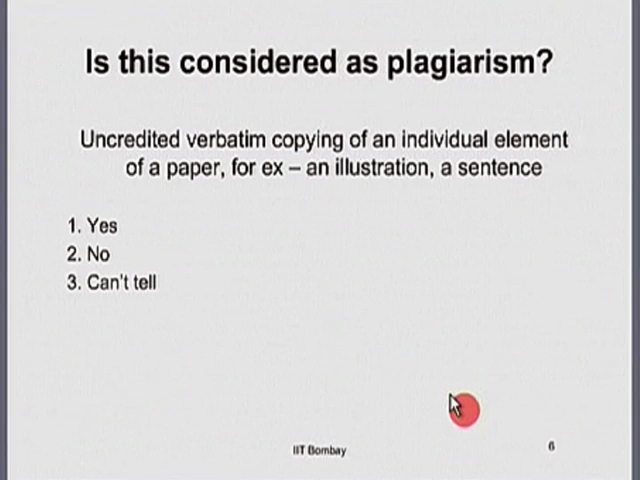 Is this considered as plagiarism?
Uncredited verbatim copying of an individual element
of a paper, for ex – an illustration, a sentence
1. Yes
2. No
3. Can't tell
IIT Bombay
6